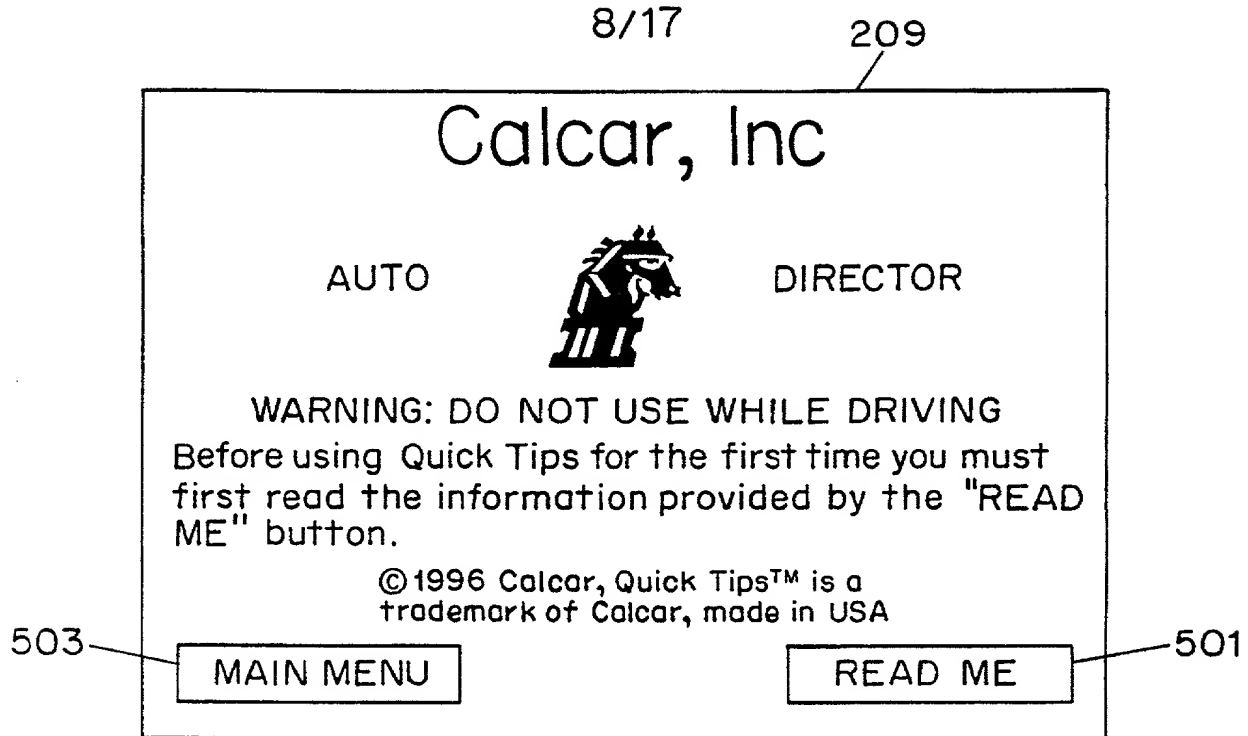 8/17
209
Calcar, Inc
AUTO DIRECTOR
WARNING: DO NOT USE WHILE DRIVING
Before using Quick Tips for the first time you must
first read the information provided by the "READ
ME" button.
©1996 Calcar, Quick Tips™ is a
trademark of Calcar, made in USA
503
MAIN MENU
READ ME
501